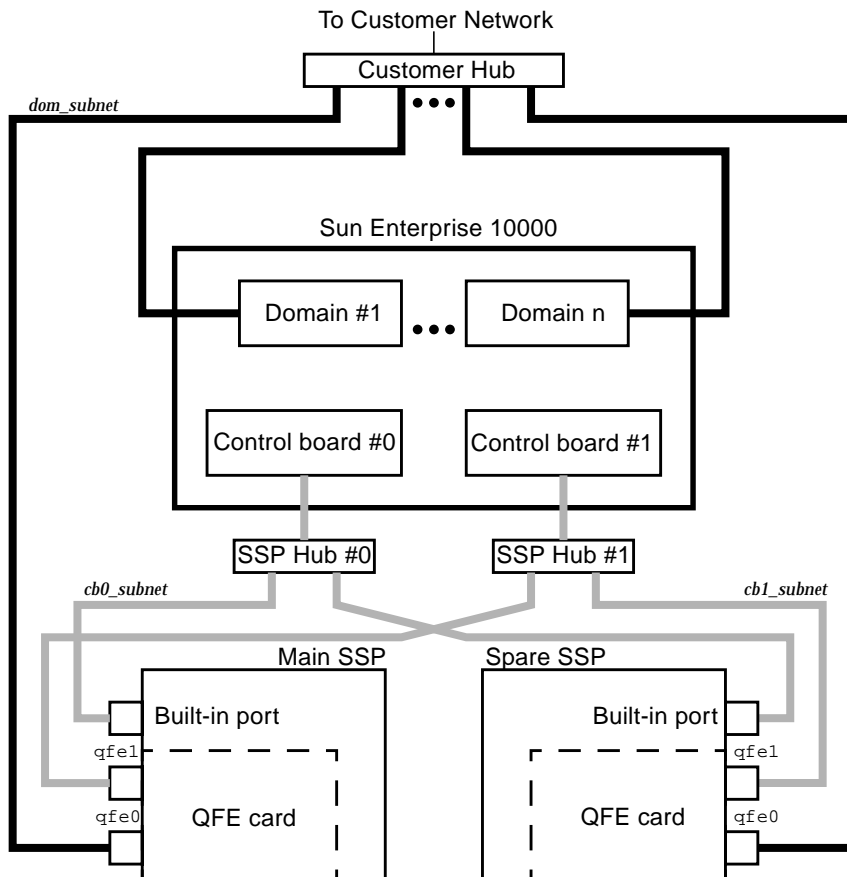 To Customer Network
Customer Hub
dom_subnet
Sun Enterprise 10000
Domain #1
Domain n
Control board #0
Control board #1
SSP Hub #0
SSP Hub #1
cb0_subnet
cb1_subnet
Main SSP
Spare SSP
Built-in port
Built-in port
qfe1
qfe1
qfe0
QFE card
QFE card
qfe0